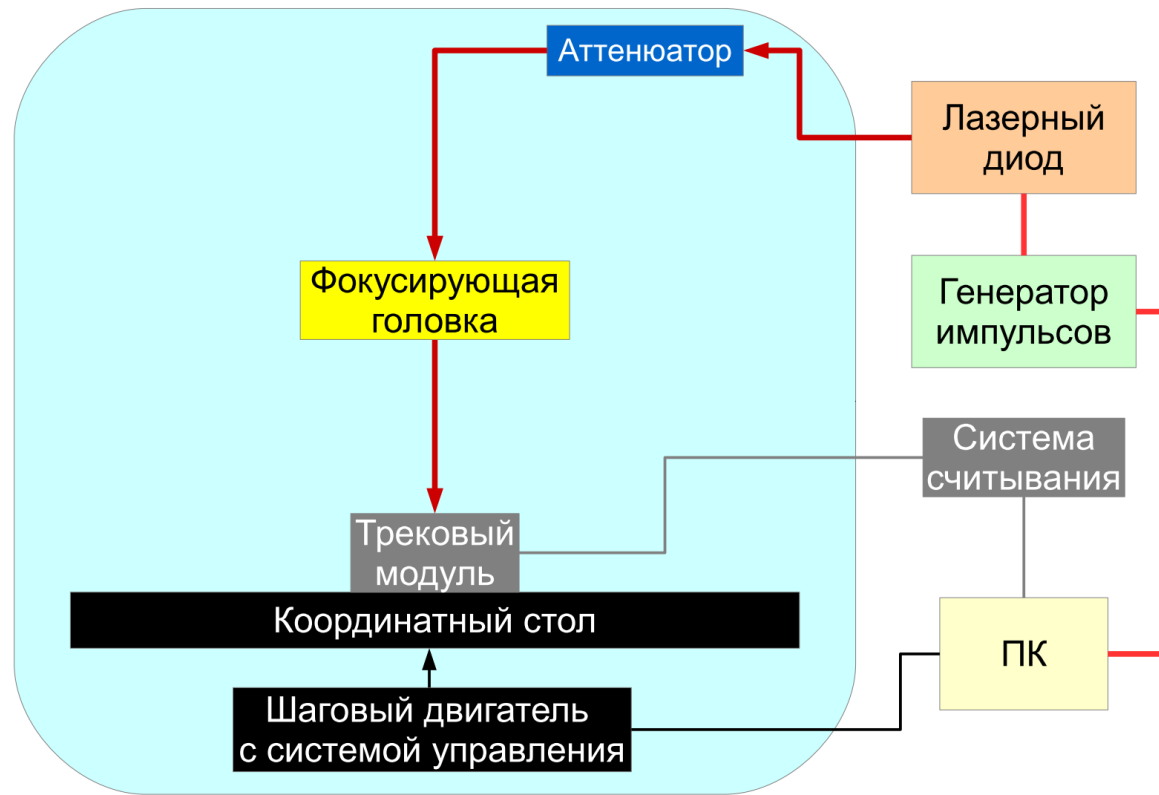 Аттенюатор
Лазерный
диод
Фокусирующая
головка
Генератор
импульсов
Система
считывания
Трековый
модуль
Координатный стол
ПК
Шаговый двигатель
с системой управления